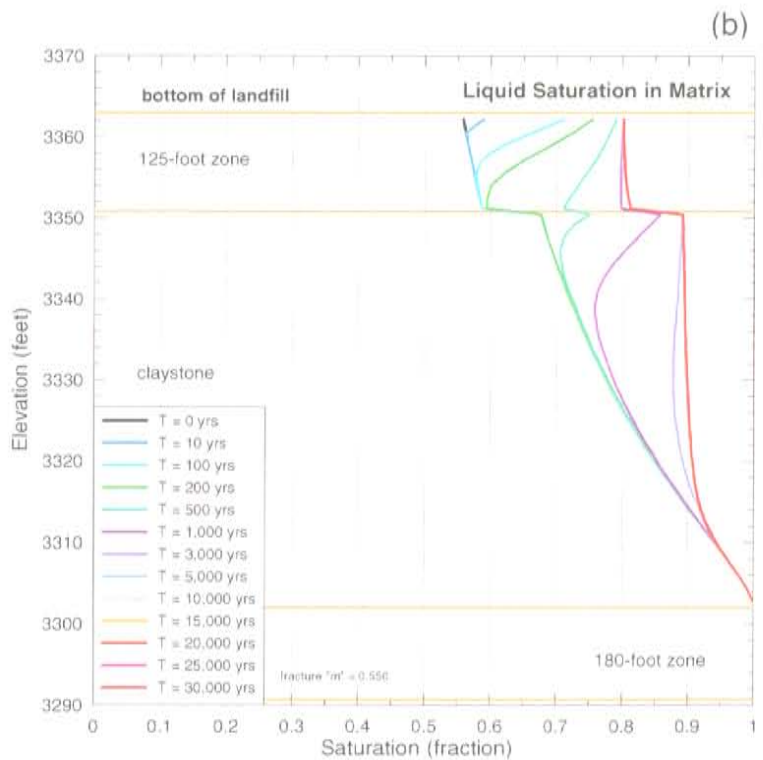 (b)
3370
bottom of landfill
Liquid Saturation in Matrix
3360
125-foot zone
3350
3340
3330
claystone
T = 0 yrs
T = 10 yrs
3320
T = 100 yrs
T = 200 yrs
T = 500 yrs
3310
T = 1,000 yrs
T = 3,000 yrs
T = 5,000 yrs
T = 10,000 yrs
3300
T = 15,000 yrs
T = 20,000 yrs
180-foot zone
T = 25,000 yrs
fracture "m" = 0.550
T = 30,000 yrs
3290
Elevation (feet)
0 0.1 0.2 0.3 0.4 0.5 0.6 0.7 0.8 0.9 1
Saturation (fraction)